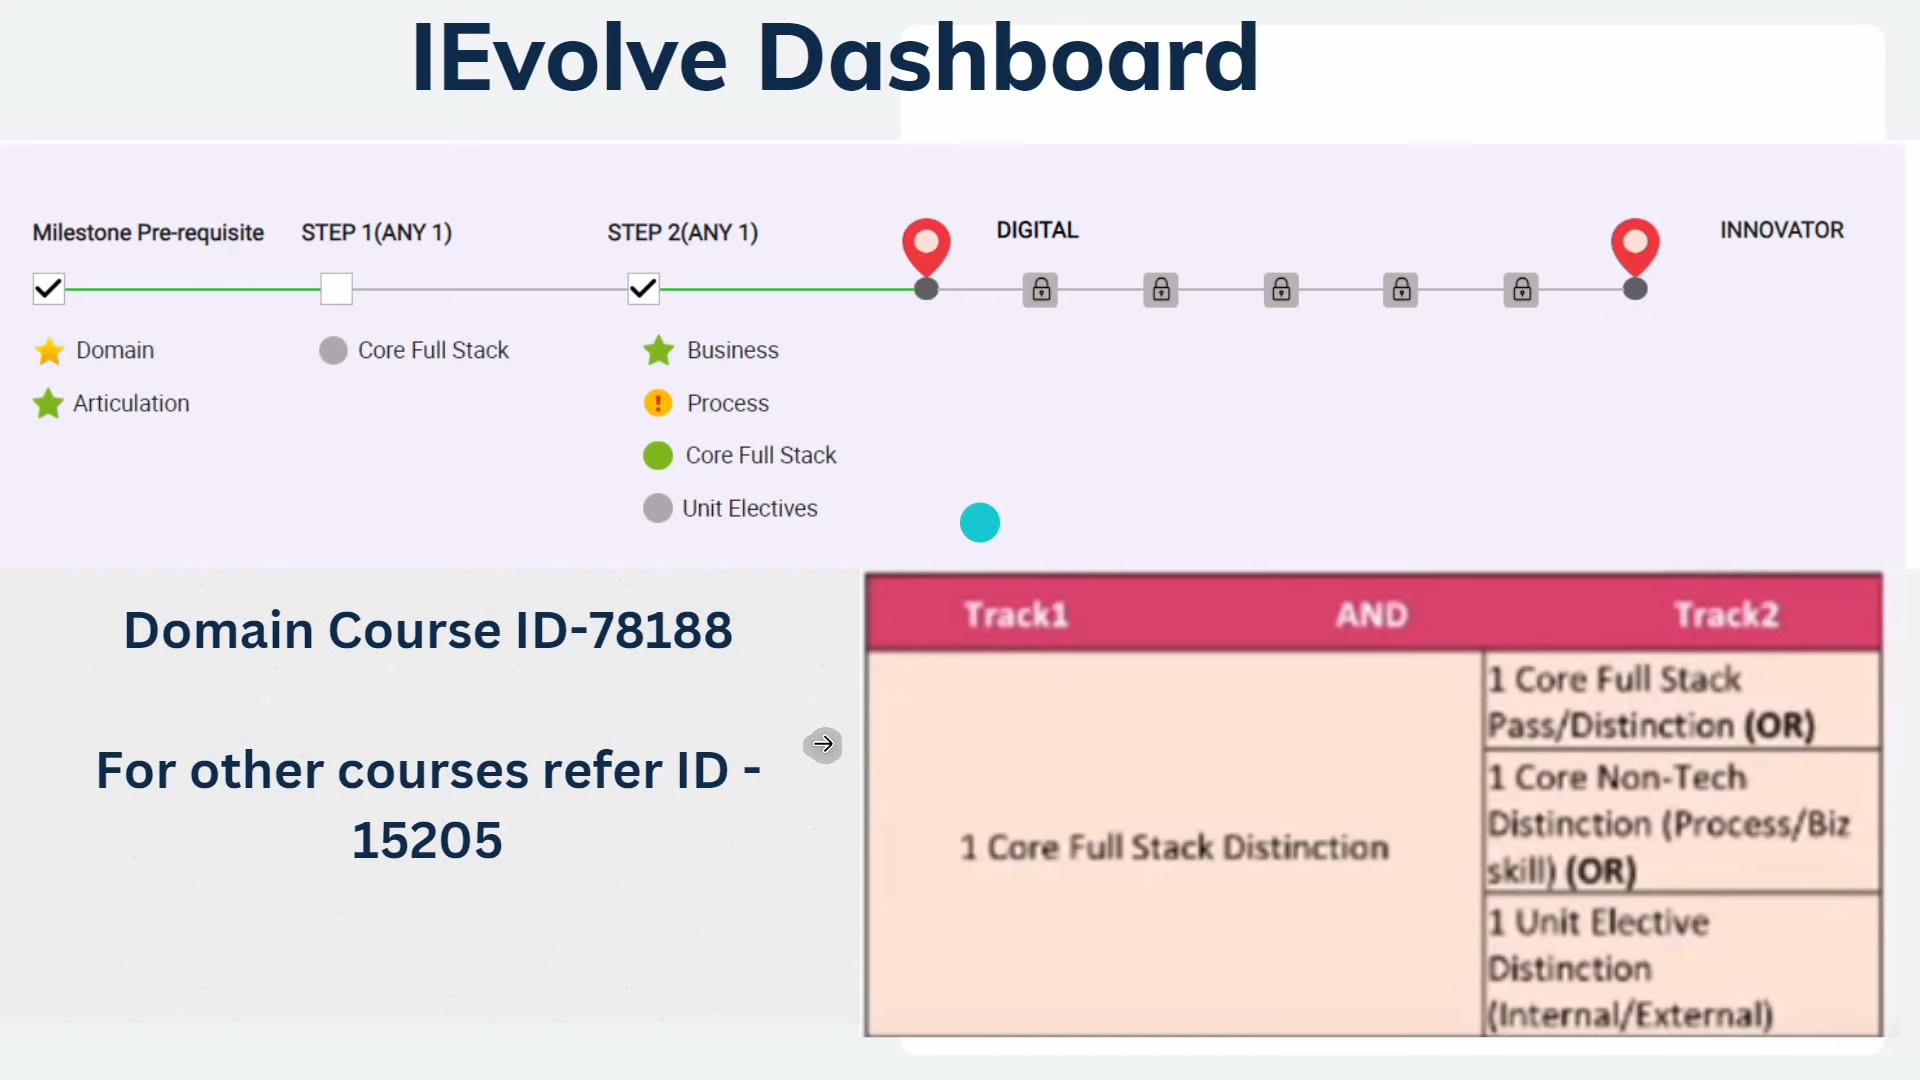 IEvolve Dashboard
Milestone Pre-requisite
STEP 1(ANY 1)
STEP 2(ANY 1)
DIGITAL
INNOVATOR
Domain
Articulation
Core Full Stack
Business
Process
Core Full Stack
Unit Electives
Domain Course ID-78188
For other courses refer ID -
15205
Track1 AND Track2
1 Core Full Stack Distinction
1 Core Full Stack
Pass/Distinction (OR)
1 Core Non-Tech
Distinction (Process/Biz
skill) (OR)
1 Unit Elective
Distinction
(Internal/External)